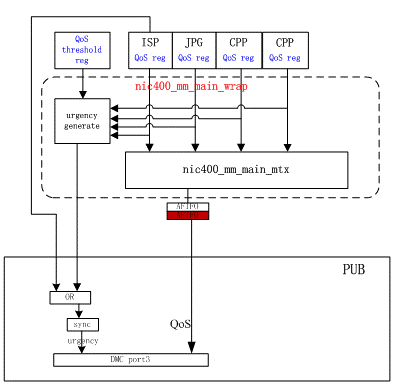 QoS
threshold
reg
ISP
QoS reg
JPG
QoS reg
CPP
QoS reg
CPP
QoS reg
nic400_mm_main_wrap
urgency
generate
nic400_mm_main_mtx
AFIFO
PUB
OR
sync
QoS
urgency
DMC port3